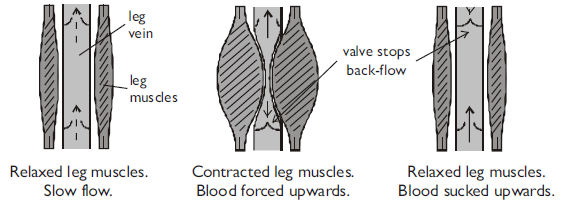 leg
vein
leg
muscles
valve stops
back-flow
Relaxed leg muscles.
Slow flow.
Contracted leg muscles.
Blood forced upwards.
Relaxed leg muscles.
Blood sucked upwards.